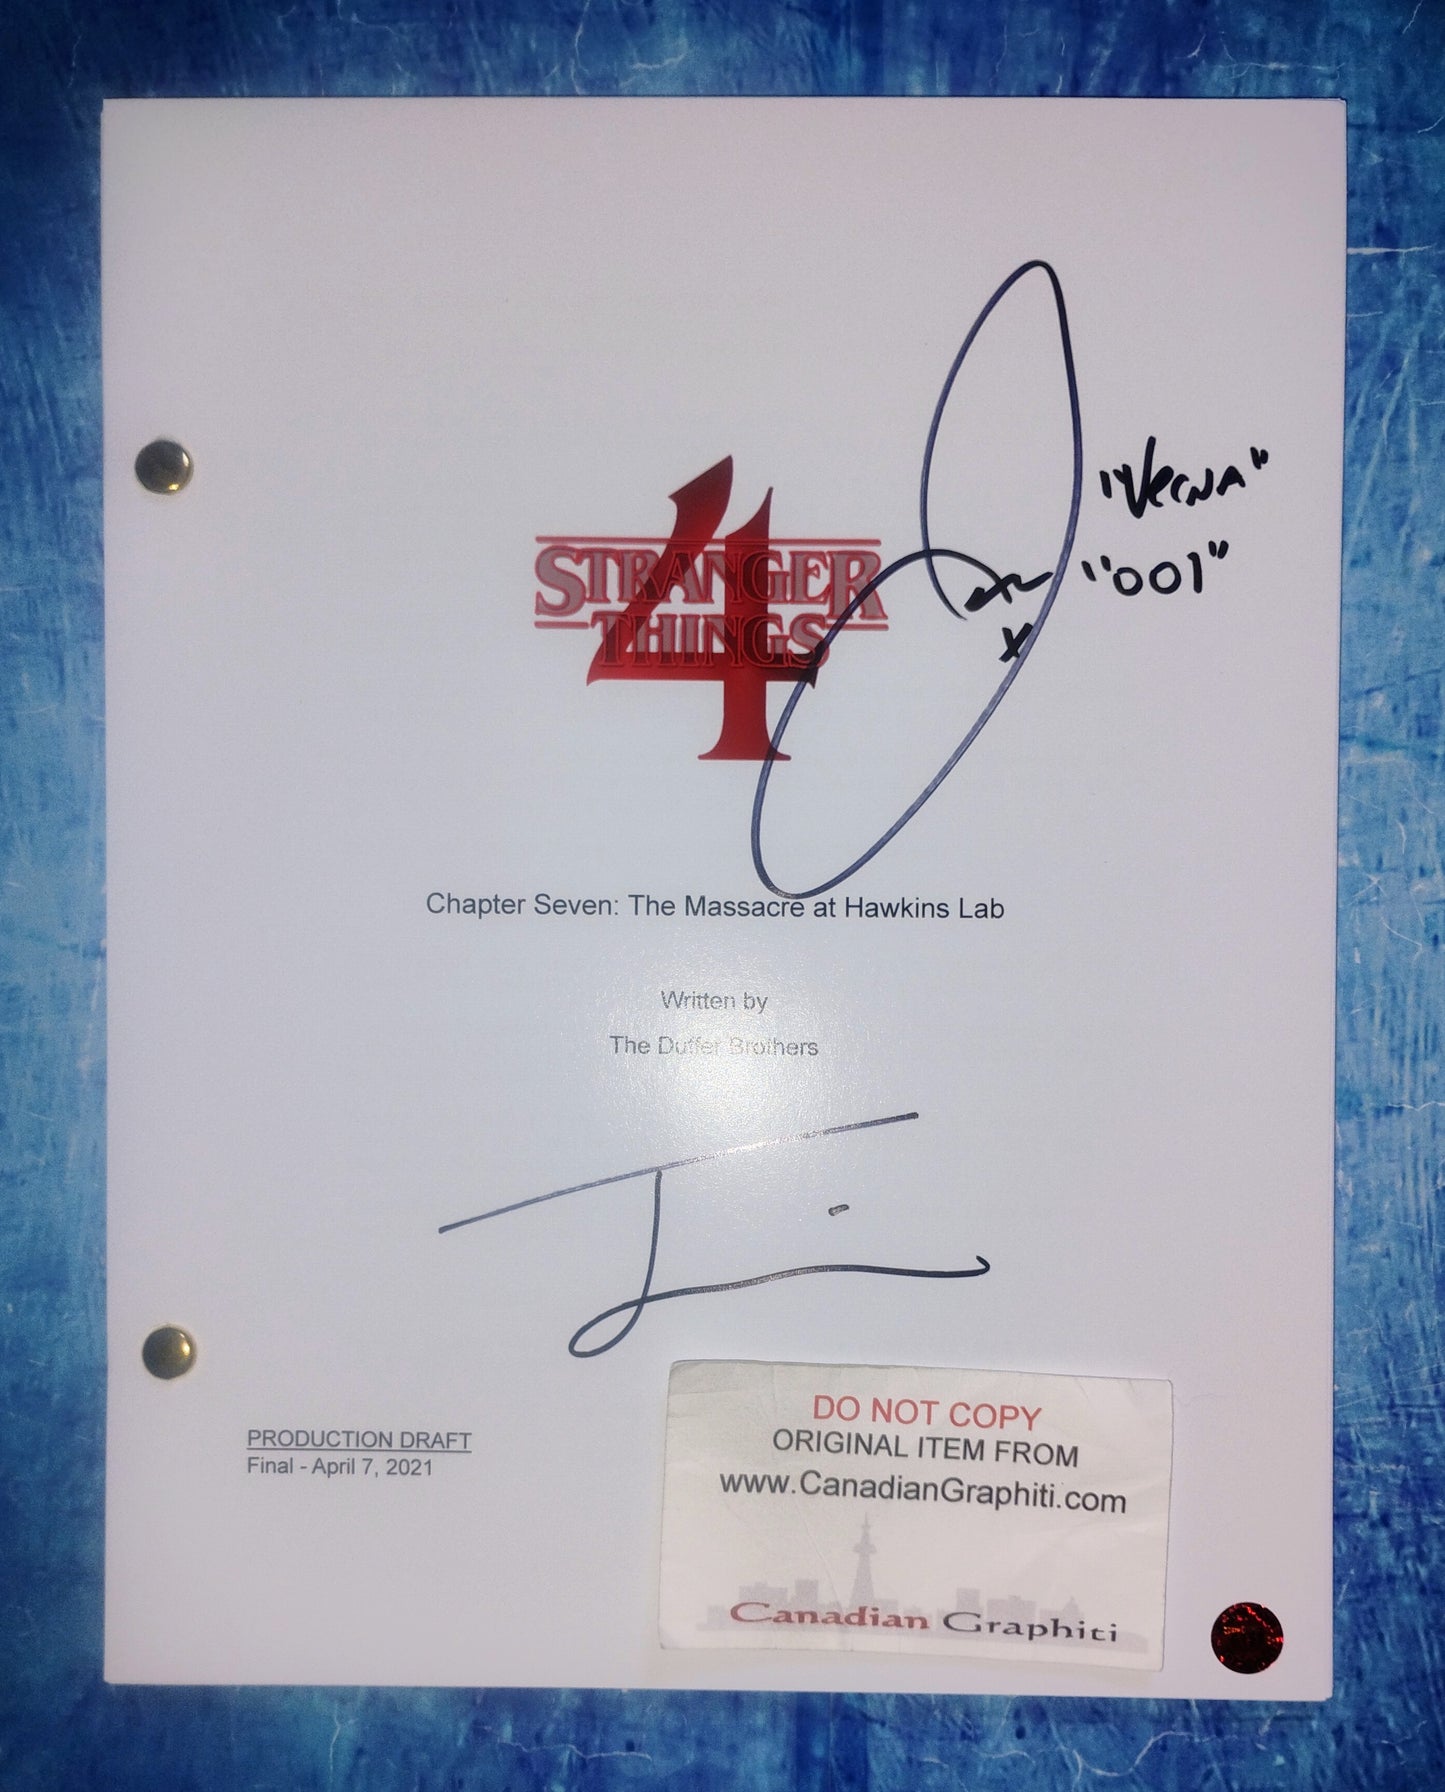 4
STRANGER
THINGS
"Vecna"
"001"
x
Chapter Seven: The Massacre at Hawkins Lab
Written by
The Duffer Brothers
PRODUCTION DRAFT
Final - April 7, 2021
DO NOT COPY
ORIGINAL ITEM FROM
www.CanadianGraphiti.com
Canadian Graphiti